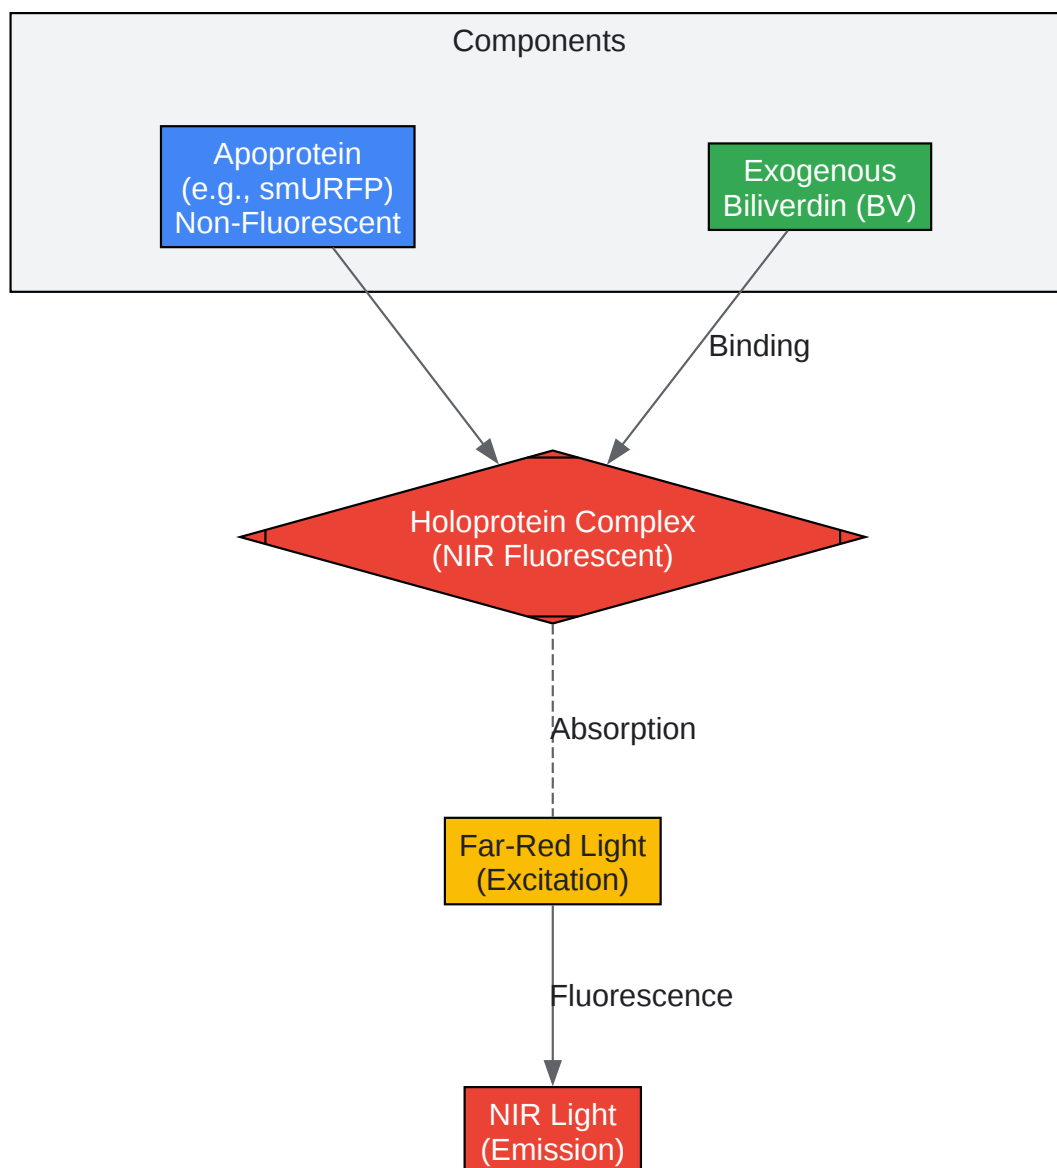 Components
Apoprotein
(e.g., smURFP)
Non-Fluorescent
Exogenous
Biliverdin (BV)
Binding
Holoprotein Complex
(NIR Fluorescent)
Absorption
Far-Red Light
(Excitation)
Fluorescence
NIR Light
(Emission)